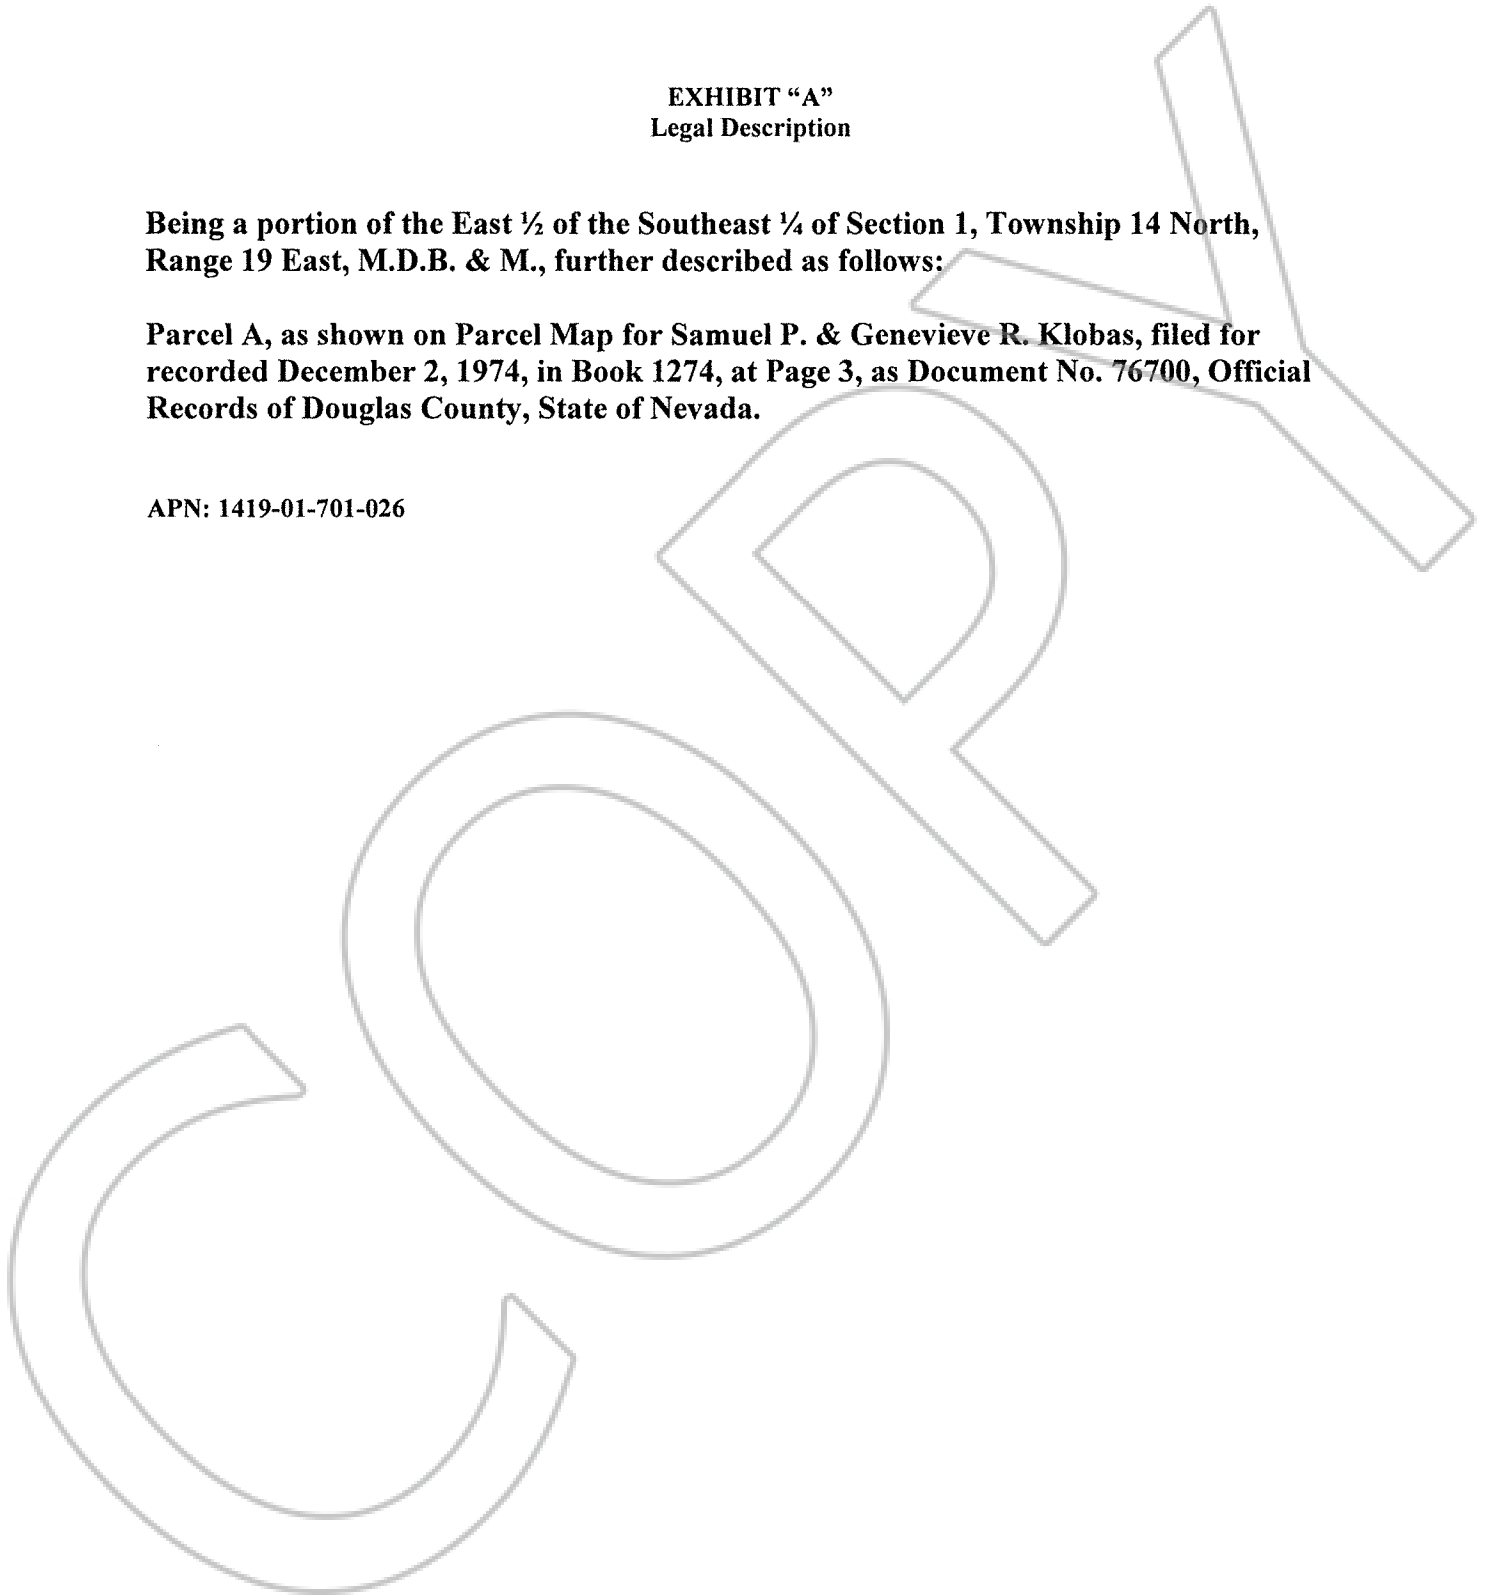 EXHIBIT “A”
Legal Description
Being a portion of the East ½ of the Southeast ¼ of Section 1, Township 14 North,
Range 19 East, M.D.B. & M., further described as follows:
Parcel A, as shown on Parcel Map for Samuel P. & Genevieve R. Klobas, filed for
recorded December 2, 1974, in Book 1274, at Page 3, as Document No. 76700, Official
Records of Douglas County, State of Nevada.
APN: 1419-01-701-026
COPY